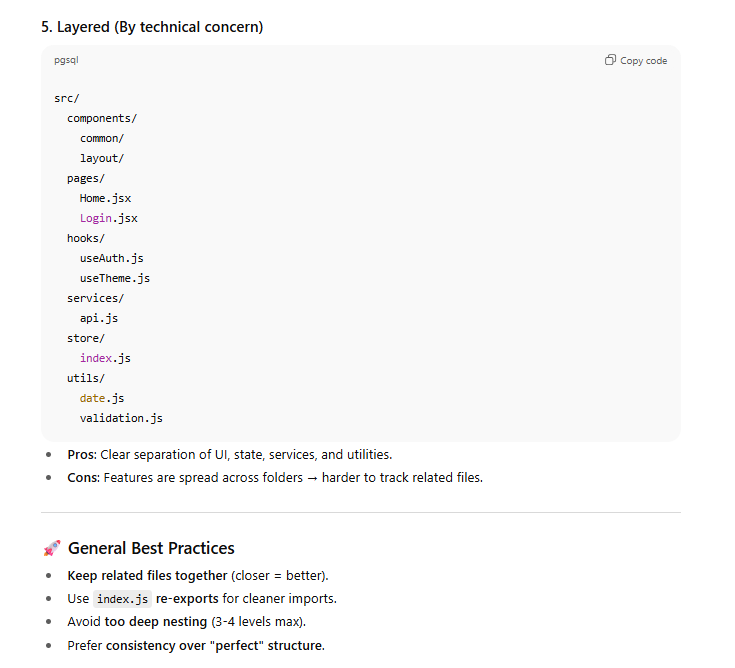 5. Layered (By technical concern)
pgsql
Copy code
src/
components/
common/
layout/
pages/
Home.jsx
Login.jsx
hooks/
useAuth.js
useTheme.js
services/
api.js
store/
index.js
utils/
date.js
validation.js
• Pros: Clear separation of UI, state, services, and utilities.
• Cons: Features are spread across folders → harder to track related files.
🚀 General Best Practices
• Keep related files together (closer = better).
• Use index.js re-exports for cleaner imports.
• Avoid too deep nesting (3-4 levels max).
• Prefer consistency over "perfect" structure.